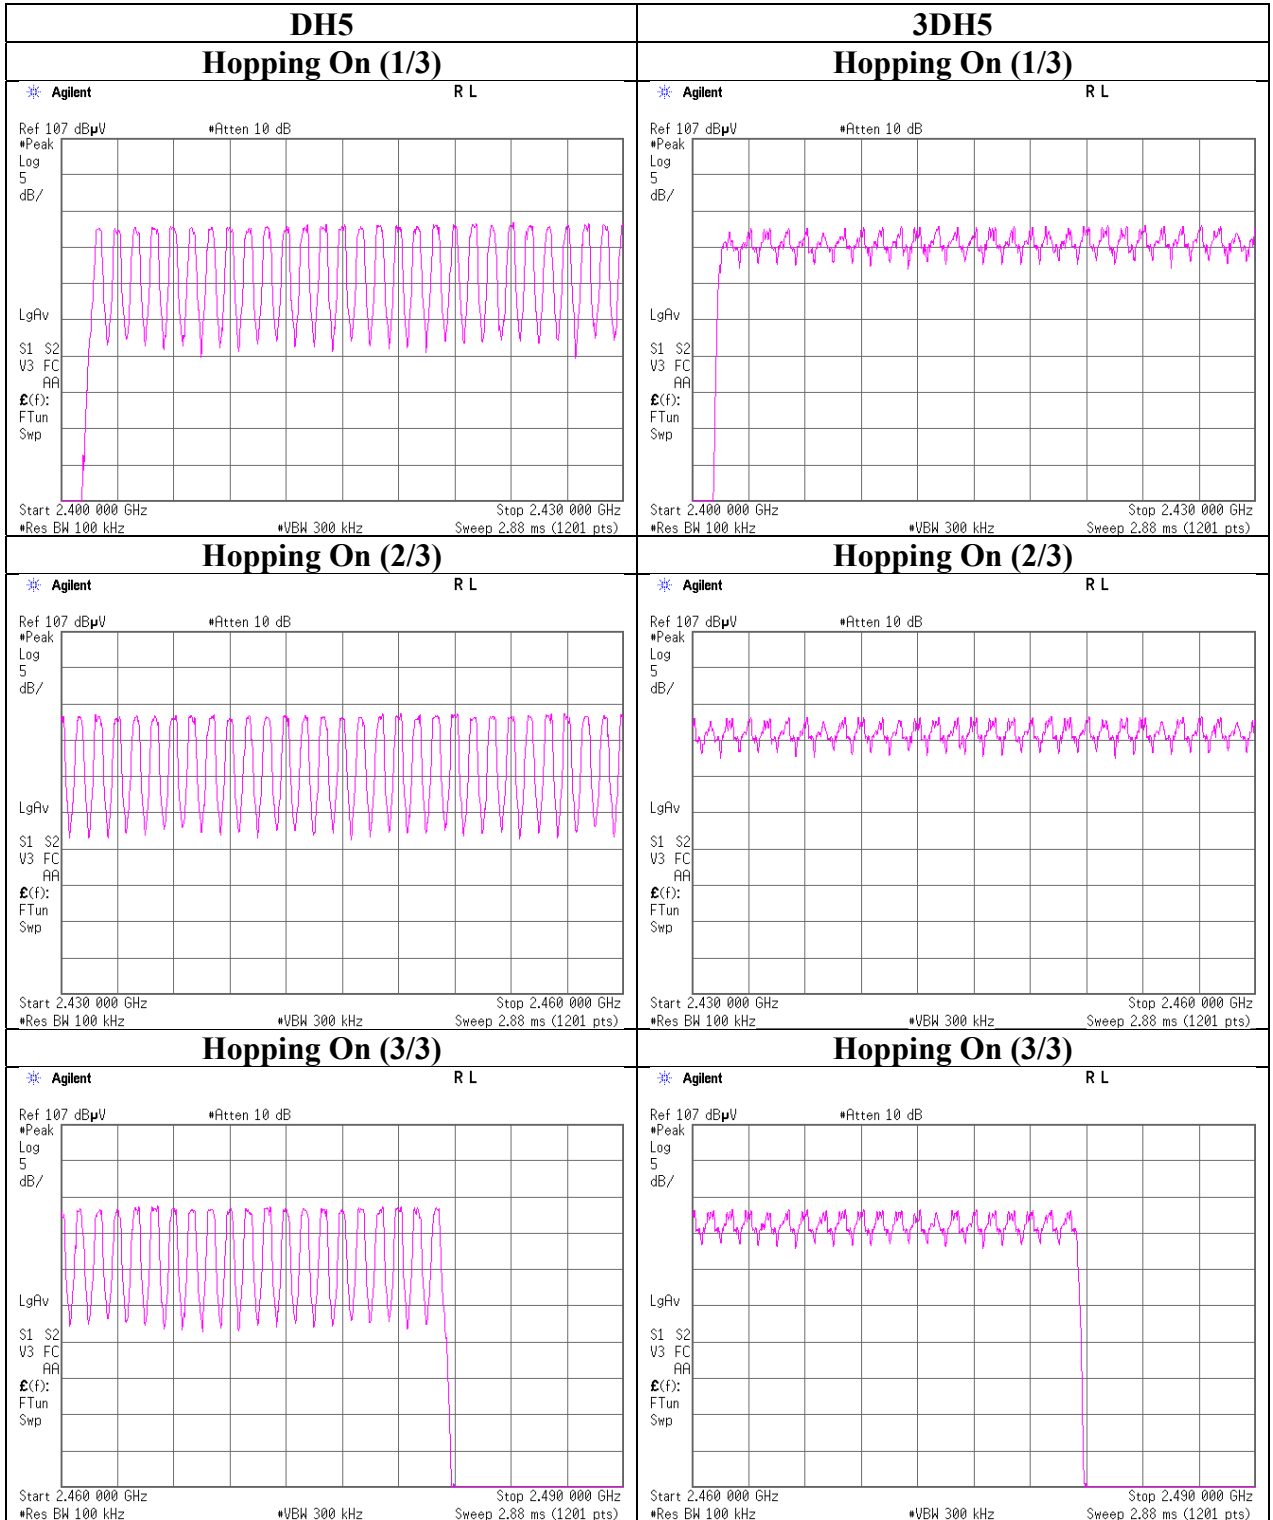 DH5 3DH5
Hopping On (1/3) Hopping On (1/3)
Agilent R L
Ref 107 dBµV #Atten 10 dB
#Peak
Log
5
dB/
LgAv
S1 S2
V3 FC
AA
£(f):
FTun
Swp
Start 2.400 000 GHz Stop 2.430 000 GHz
#Res BW 100 kHz #VBW 300 kHz Sweep 2.88 ms (1201 pts)
Agilent R L
Ref 107 dBµV #Atten 10 dB
#Peak
Log
5
dB/
LgAv
S1 S2
V3 FC
AA
£(f):
FTun
Swp
Start 2.400 000 GHz Stop 2.430 000 GHz
#Res BW 100 kHz #VBW 300 kHz Sweep 2.88 ms (1201 pts)
Hopping On (2/3) Hopping On (2/3)
Agilent R L
Ref 107 dBµV #Atten 10 dB
#Peak
Log
5
dB/
LgAv
S1 S2
V3 FC
AA
£(f):
FTun
Swp
Start 2.430 000 GHz Stop 2.460 000 GHz
#Res BW 100 kHz #VBW 300 kHz Sweep 2.88 ms (1201 pts)
Agilent R L
Ref 107 dBµV #Atten 10 dB
#Peak
Log
5
dB/
LgAv
S1 S2
V3 FC
AA
£(f):
FTun
Swp
Start 2.430 000 GHz Stop 2.460 000 GHz
#Res BW 100 kHz #VBW 300 kHz Sweep 2.88 ms (1201 pts)
Hopping On (3/3) Hopping On (3/3)
Agilent R L
Ref 107 dBµV #Atten 10 dB
#Peak
Log
5
dB/
LgAv
S1 S2
V3 FC
AA
£(f):
FTun
Swp
Start 2.460 000 GHz Stop 2.490 000 GHz
#Res BW 100 kHz #VBW 300 kHz Sweep 2.88 ms (1201 pts)
Agilent R L
Ref 107 dBµV #Atten 10 dB
#Peak
Log
5
dB/
LgAv
S1 S2
V3 FC
AA
£(f):
FTun
Swp
Start 2.460 000 GHz Stop 2.490 000 GHz
#Res BW 100 kHz #VBW 300 kHz Sweep 2.88 ms (1201 pts)